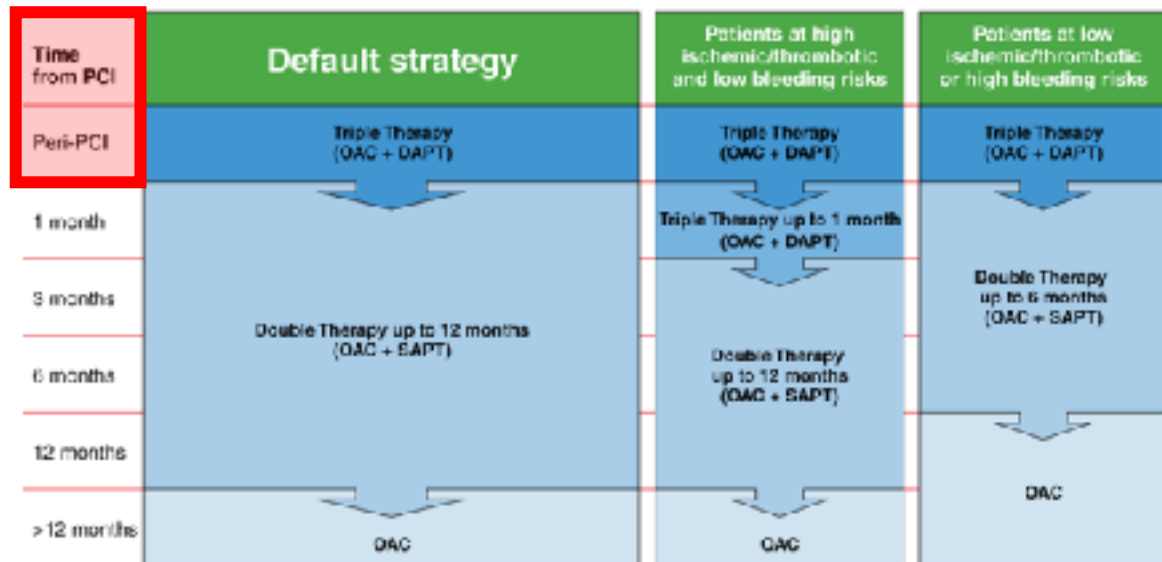 Time
from PCI
Default strategy
Patients at high
ischemic/thrombotic
and low bleeding risks
Patients at low
ischemic/thrombotic
or high bleeding risks
Peri-PCI
Triple Therapy
(OAC + DAPT)
Triple Therapy
(OAC + DAPT)
Triple Therapy
(OAC + DAPT)
1 month
Triple Therapy up to 1 month
(OAC + DAPT)
3 months
Double Therapy up to 12 months
(OAC + SAPT)
Double Therapy
up to 6 months
(OAC + SAPT)
6 months
Double Therapy
up to 12 months
(OAC + SAPT)
12 months
OAC
>12 months
OAC
OAC